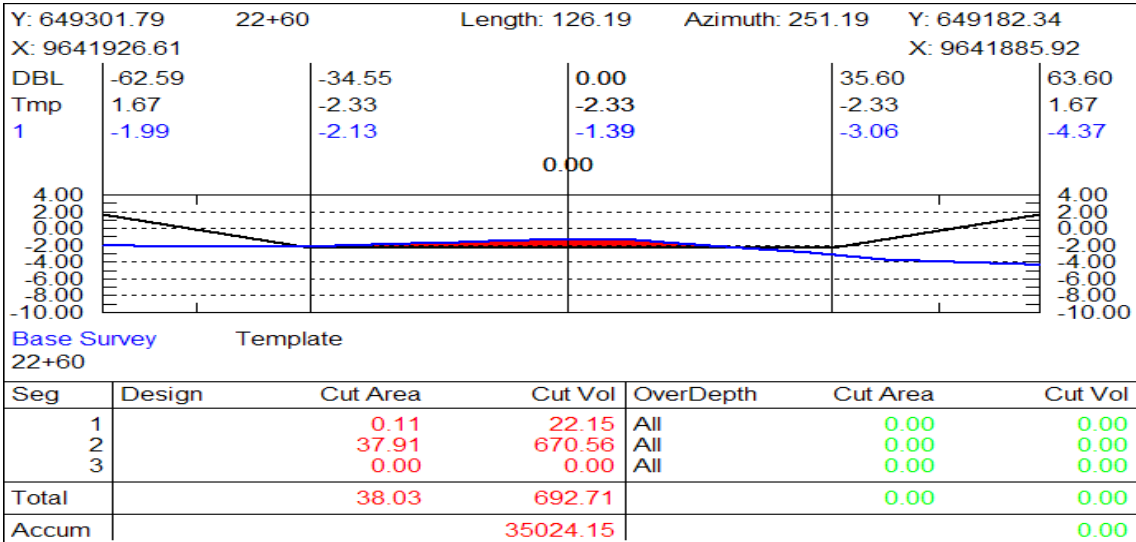 Y: 649301.79 22+60 Length: 126.19 Azimuth: 251.19 Y: 649182.34
X: 9641926.61 X: 9641885.92
DBL -62.59 -34.55 0.00 35.60 63.60
Tmp 1.67 -2.33 -2.33 -2.33 1.67
1 -1.99 -2.13 -1.39 -3.06 -4.37
0.00
4.00 4.00
2.00 2.00
0.00 0.00
-2.00 -2.00
-4.00 -4.00
-6.00 -6.00
-8.00 -8.00
-10.00 -10.00
Base Survey Template
22+60
Seg Design Cut Area Cut Vol OverDepth Cut Area Cut Vol
1 0.11 22.15 All 0.00 0.00
2 37.91 670.56 All 0.00 0.00
3 0.00 0.00 All 0.00 0.00
Total 38.03 692.71 0.00 0.00
Accum 35024.15 0.00